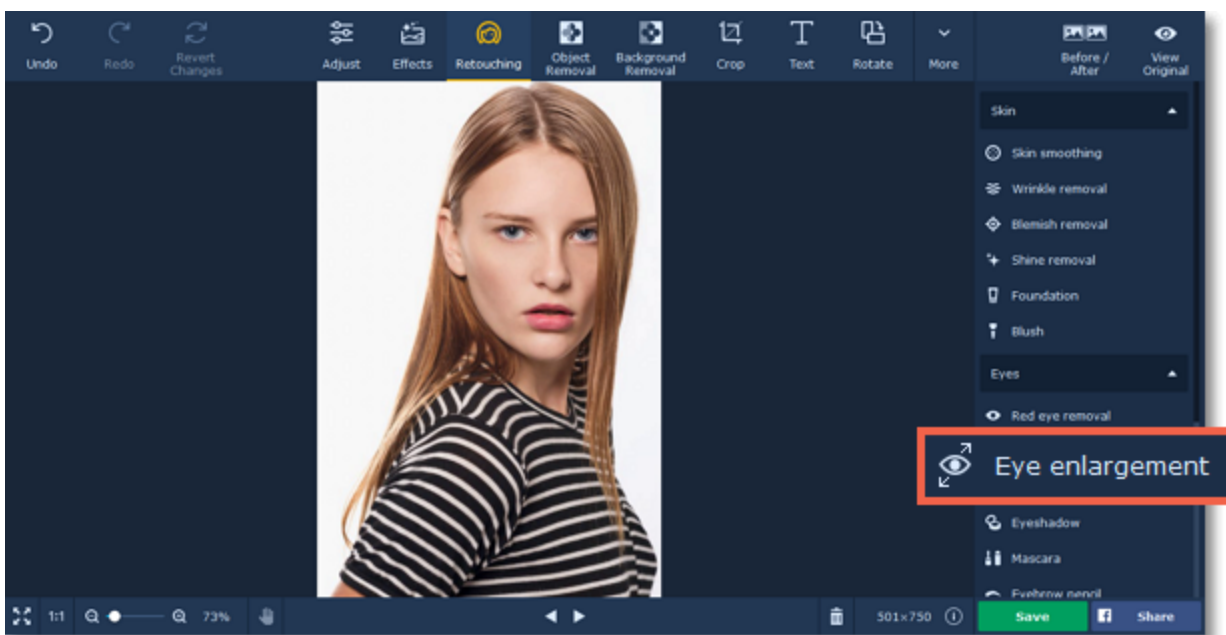 Undo
Redo
Revert
Changes
Adjust
Effects
Retouching
Object
Removal
Background
Removal
Crop
Text
Rotate
More
Before /
After
View
Original
Skin
Skin smoothing
Wrinkle removal
Blemish removal
Shine removal
Foundation
Blush
Eyes
Red eye removal
Eye enlargement
Eyeshadow
Mascara
Eyebrow pencil
1:1
73%
501×750
Save
Share